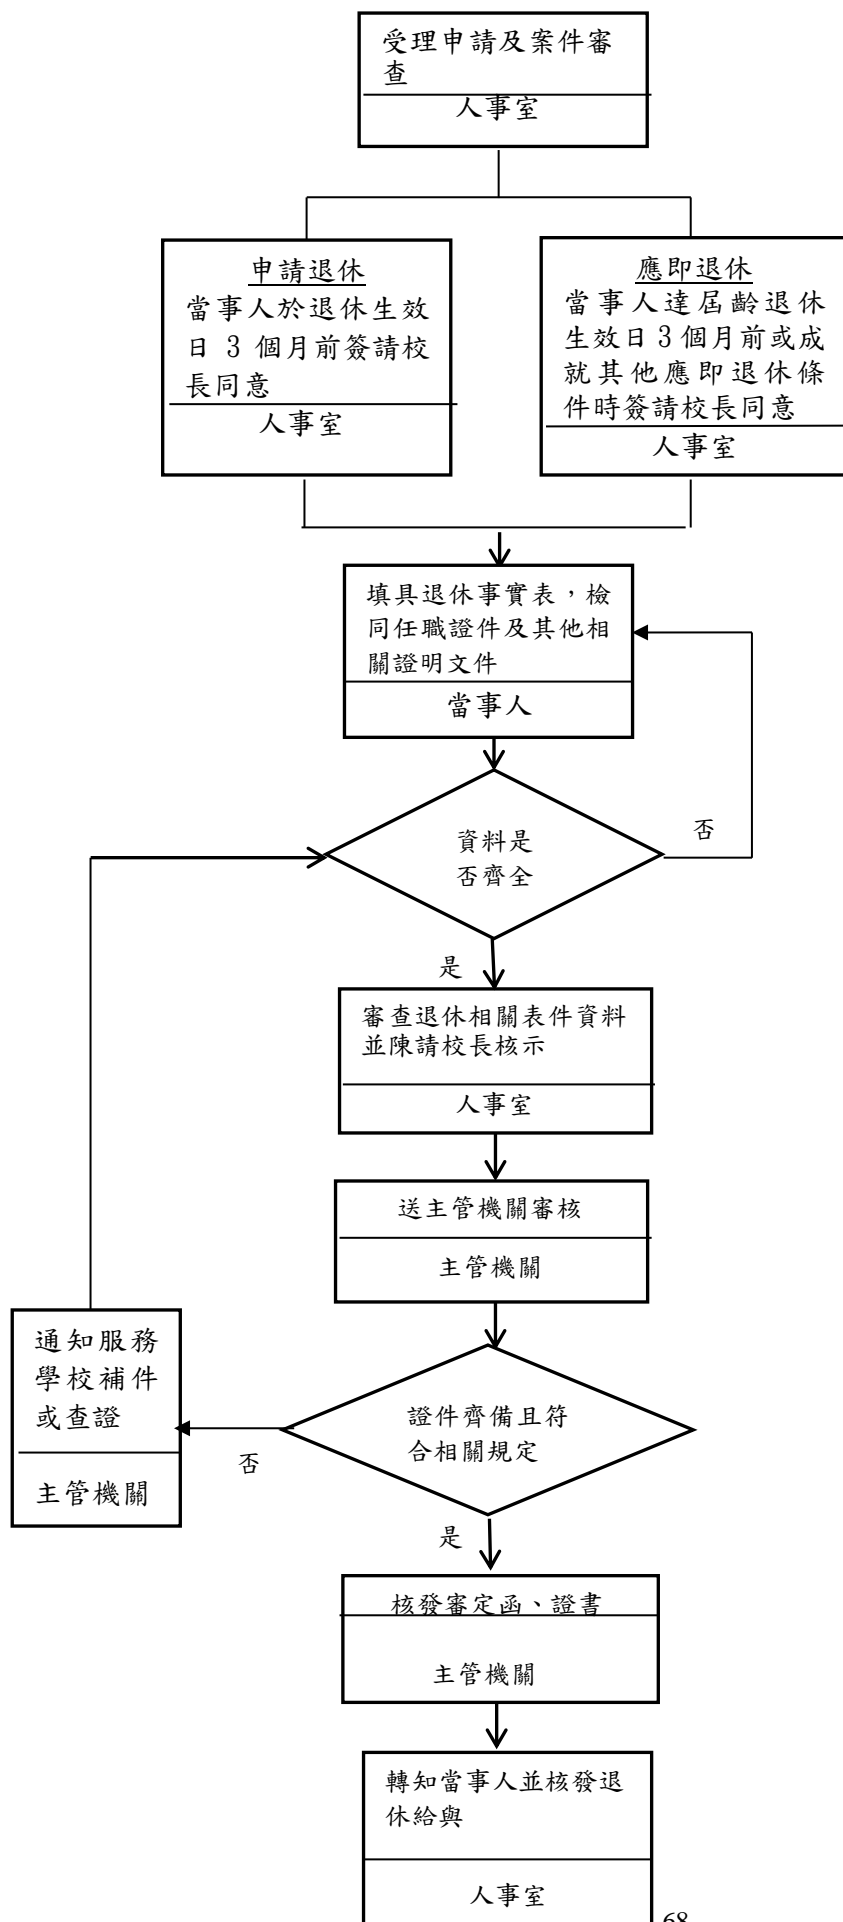 受理申請及案件審
查
人事室
申請退休
當事人於退休生效
日 3 個月前簽請校
長同意
人事室
應即退休
當事人達屆齡退休
生效日 3 個月前或成
就其他應即退休條
件時簽請校長同意
人事室
填具退休事實表，檢
同任職證件及其他相
關證明文件
當事人
資料是
否齊全
否
是
審查退休相關表件資料
並陳請校長核示
人事室
送主管機關審核
主管機關
通知服務
學校補件
或查證
主管機關
否
證件齊備且符
合相關規定
是
核發審定函、證書
主管機關
轉知當事人並核發退
休給與
人事室
68